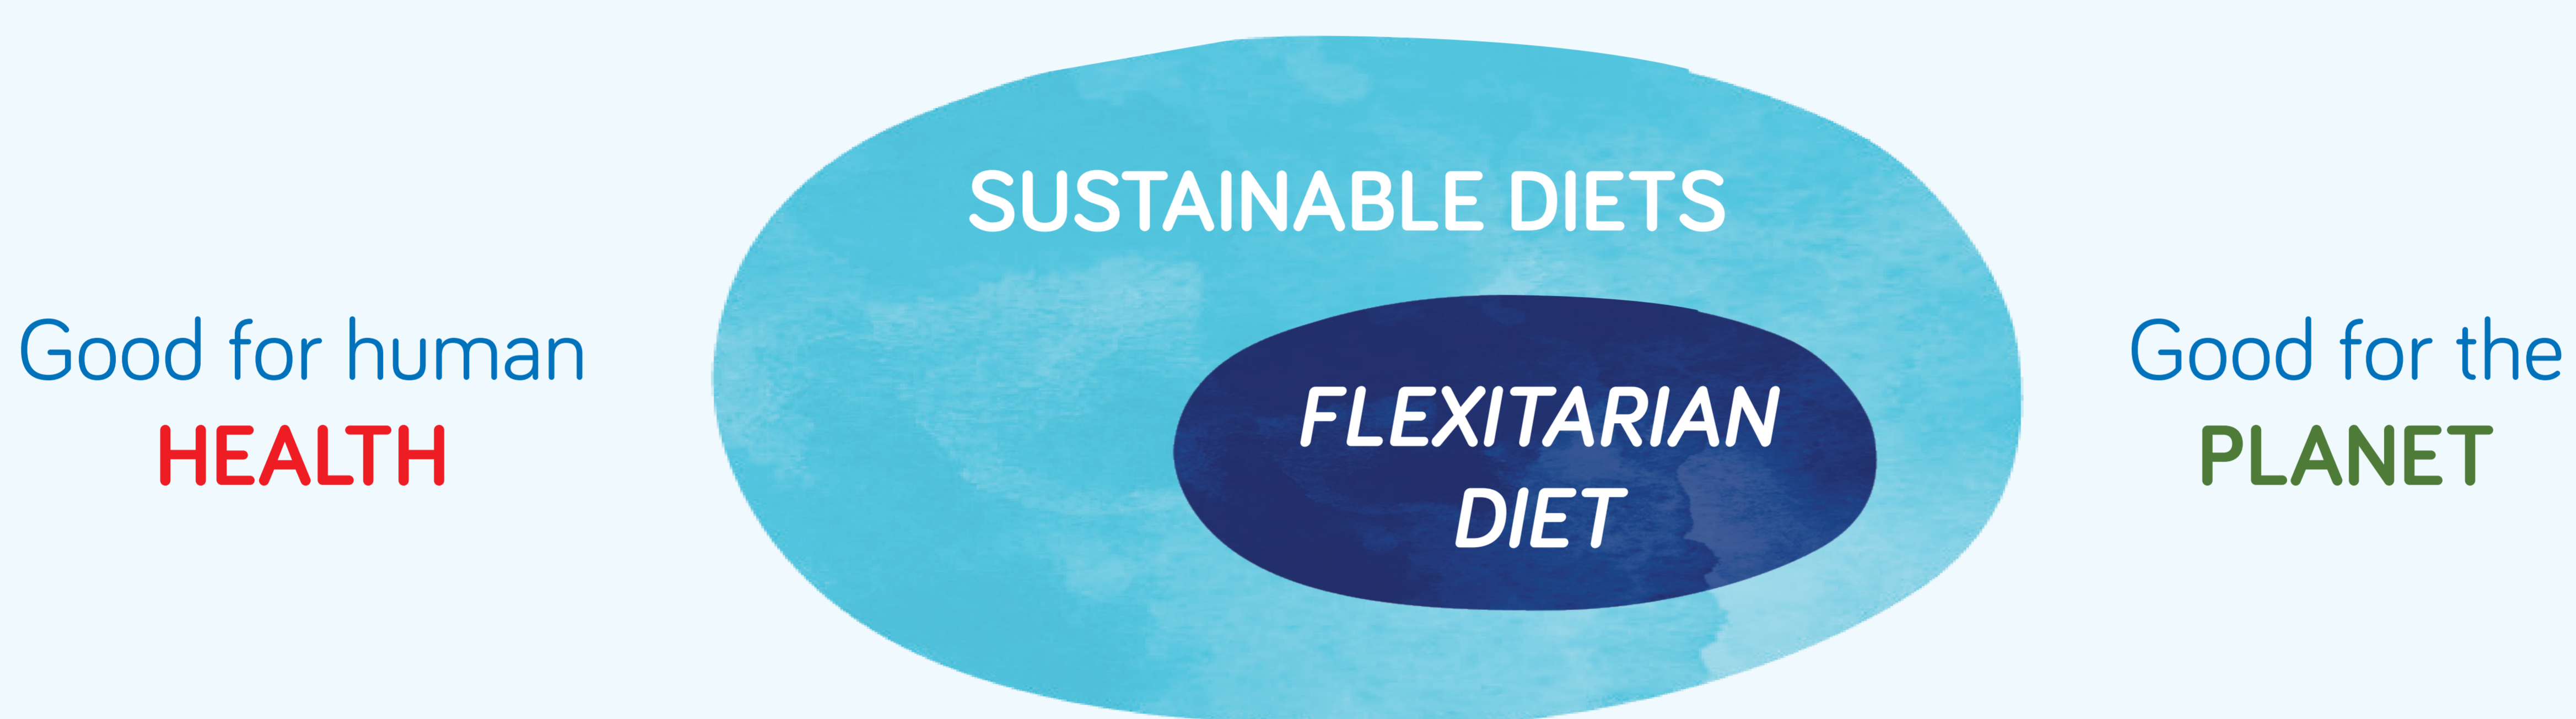 SUSTAINABLE DIETS
Good for human
HEALTH
FLEXITARIAN
DIET
Good for the
PLANET